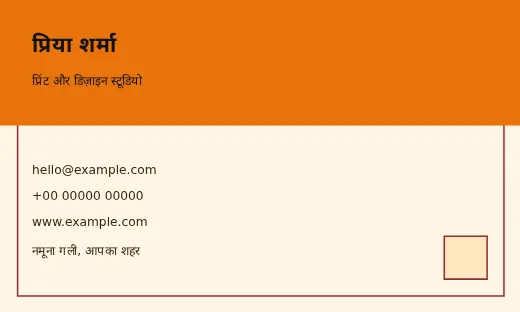 प्रिया शर्मा
प्रिंट और डिज़ाइन स्टूडियो
hello@example.com
+00 00000 00000
www.example.com
नमूना गली, आपका शहर